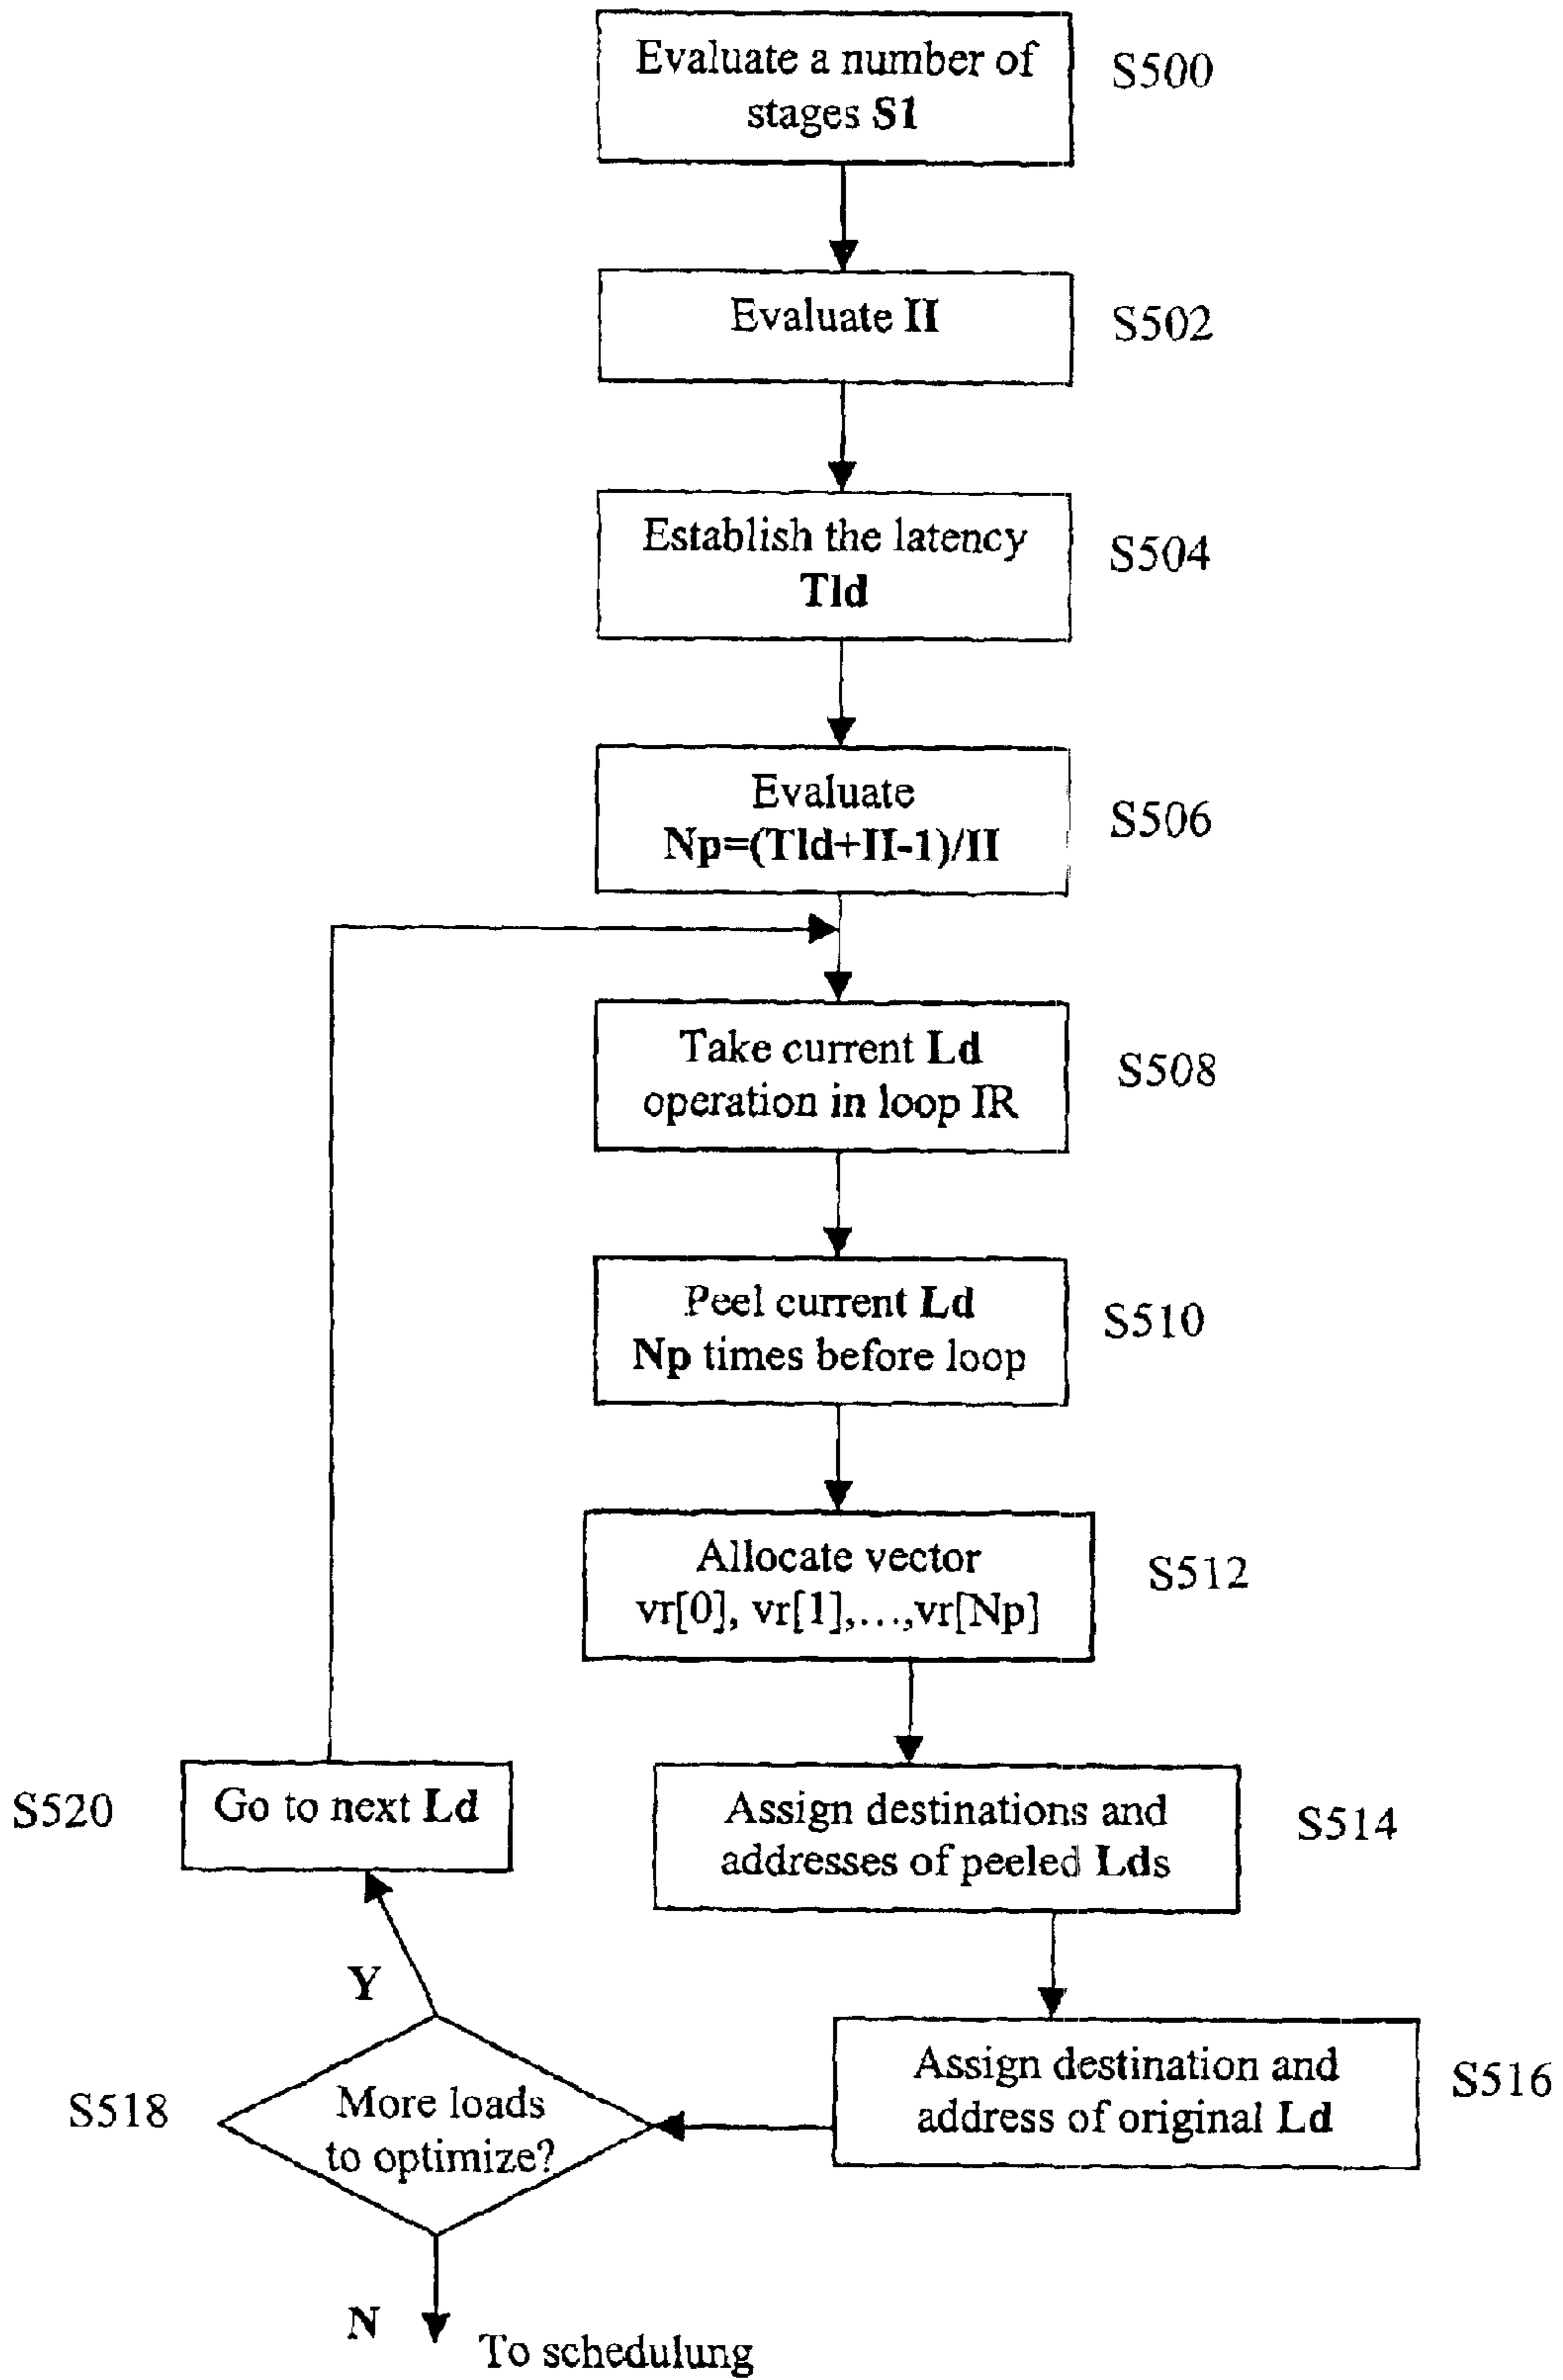 Evaluate a number of
stages S1
S500
Evaluate II
S502
Establish the latency
Tld
S504
Evaluate
Np=(Tld+II-1)/II
S506
Take current Ld
operation in loop IR
S508
Peel current Ld
Np times before loop
S510
Allocate vector
vr[0], vr[1],...,vr[Np]
S512
Assign destinations and
addresses of peeled Lds
S514
S520
Go to next Ld
Y
Assign destination and
address of original Ld
S516
S518
More loads
to optimize?
N
To schedulung